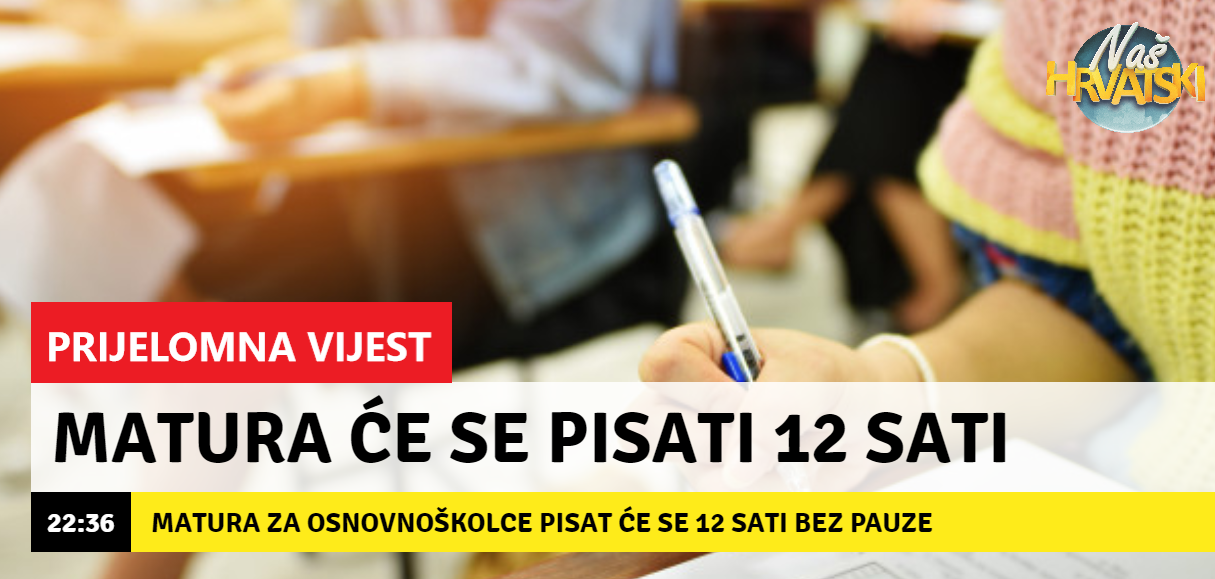 Naš
HRVATSKI
PRIJELOMNA VIJEST
MATURA ĆE SE PISATI 12 SATI
22:36 MATURA ZA OSNOVNOŠKOLCE PISAT ĆE SE 12 SATI BEZ PAUZE